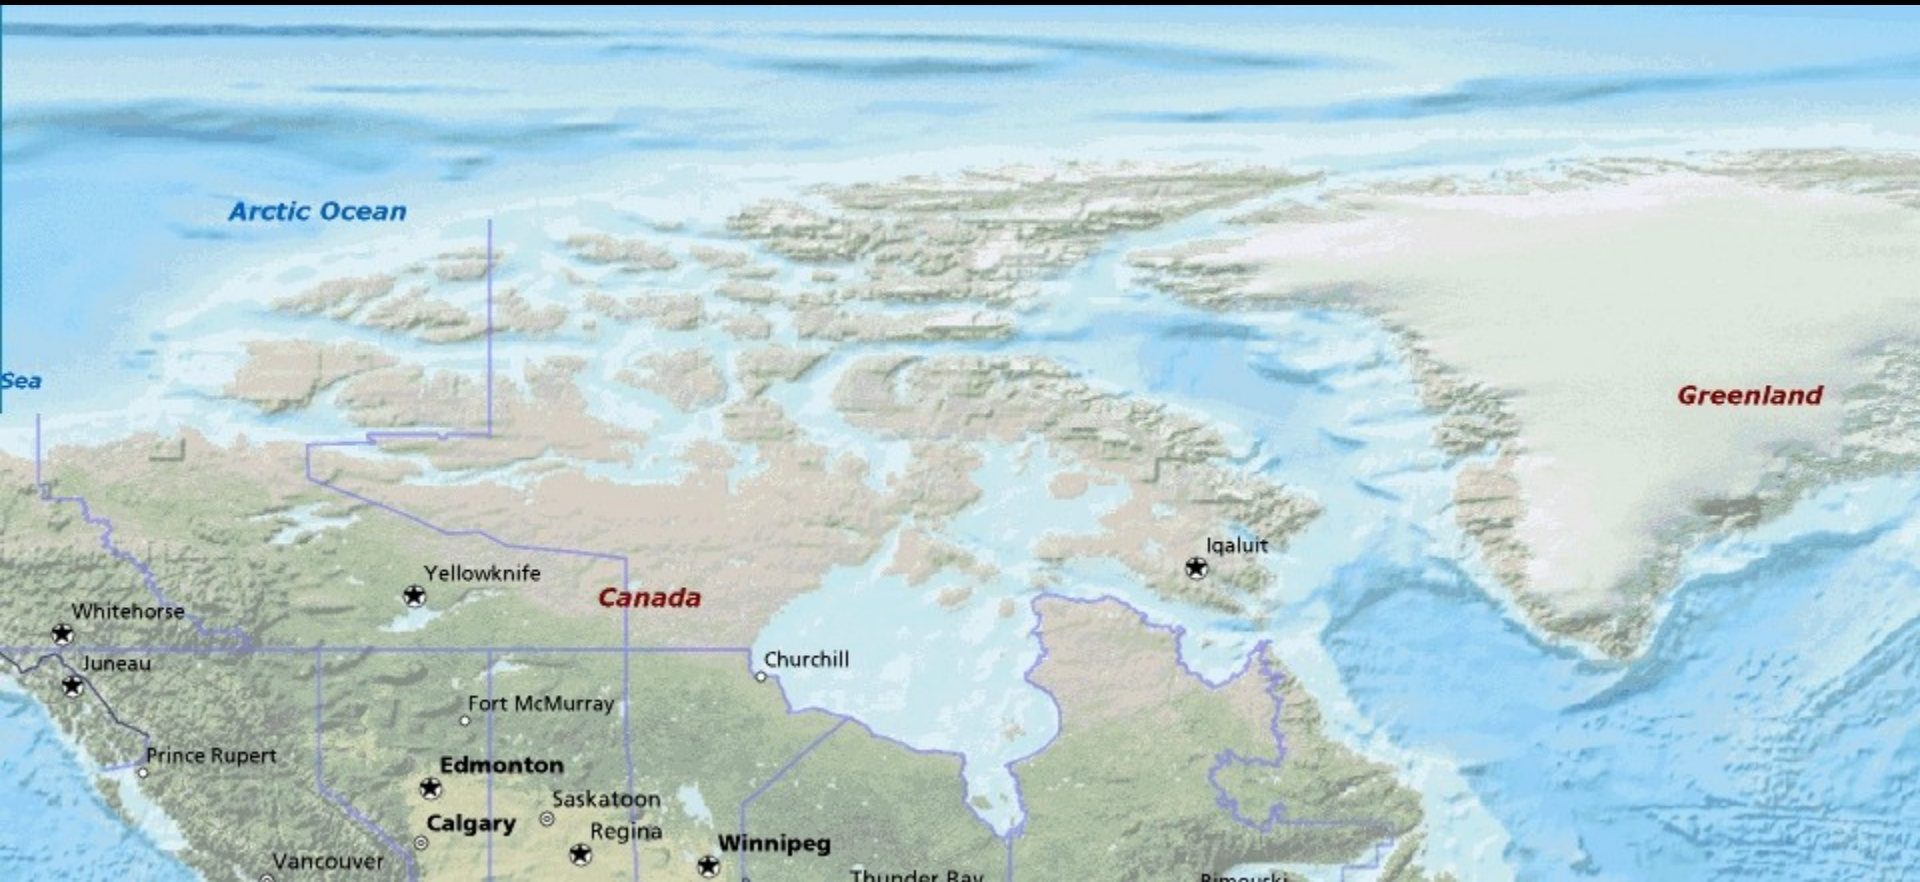 Arctic Ocean
Sea
Greenland
Iqaluit
Yellowknife
Canada
Whitehorse
Juneau
Churchill
Fort McMurray
Prince Rupert
Edmonton
Saskatoon
Calgary
Regina
Winnipeg
Vancouver
Thunder Bay
Rimouski